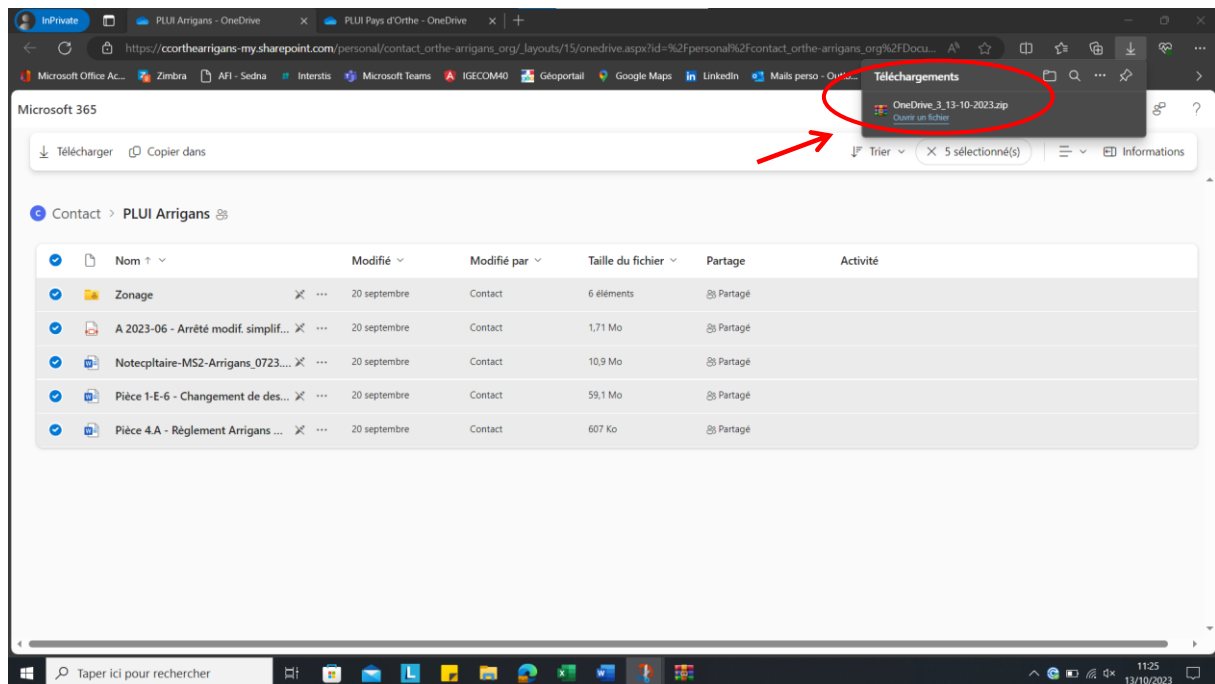 InPrivate PLUI Arrigans - OneDrive PLUI Pays d'Orthe - OneDrive
https://ccorthearrigans-my.sharepoint.com/personal/contact_orthe-arrigans_org/_layouts/15/onedrive.aspx?id=%2Fpersonal%2Fcontact_orthe-arrigans_org%2FDocu...
Microsoft Office Ac... Zimbra AFI - Sedna Interstis Microsoft Teams IGECOM40 Géoportail Google Maps LinkedIn Mails perso - Outlo...
Téléchargements
OneDrive_3_13-10-2023.zip
Ouvrir un fichier
Microsoft 365
Télécharger Copier dans Trier 5 sélectionné(s) Informations
C Contact > PLUI Arrigans
Nom Modifié Modifié par Taille du fichier Partage Activité
Zonage ... 20 septembre Contact 6 éléments Partagé
A 2023-06 - Arrêté modif. simplif... ... 20 septembre Contact 1,71 Mo Partagé
Notecpltaire-MS2-Arrigans_0723.... ... 20 septembre Contact 10,9 Mo Partagé
Pièce 1-E-6 - Changement de des... ... 20 septembre Contact 59,1 Mo Partagé
Pièce 4.A - Règlement Arrigans ... ... 20 septembre Contact 607 Ko Partagé
Taper ici pour rechercher
11:25
13/10/2023